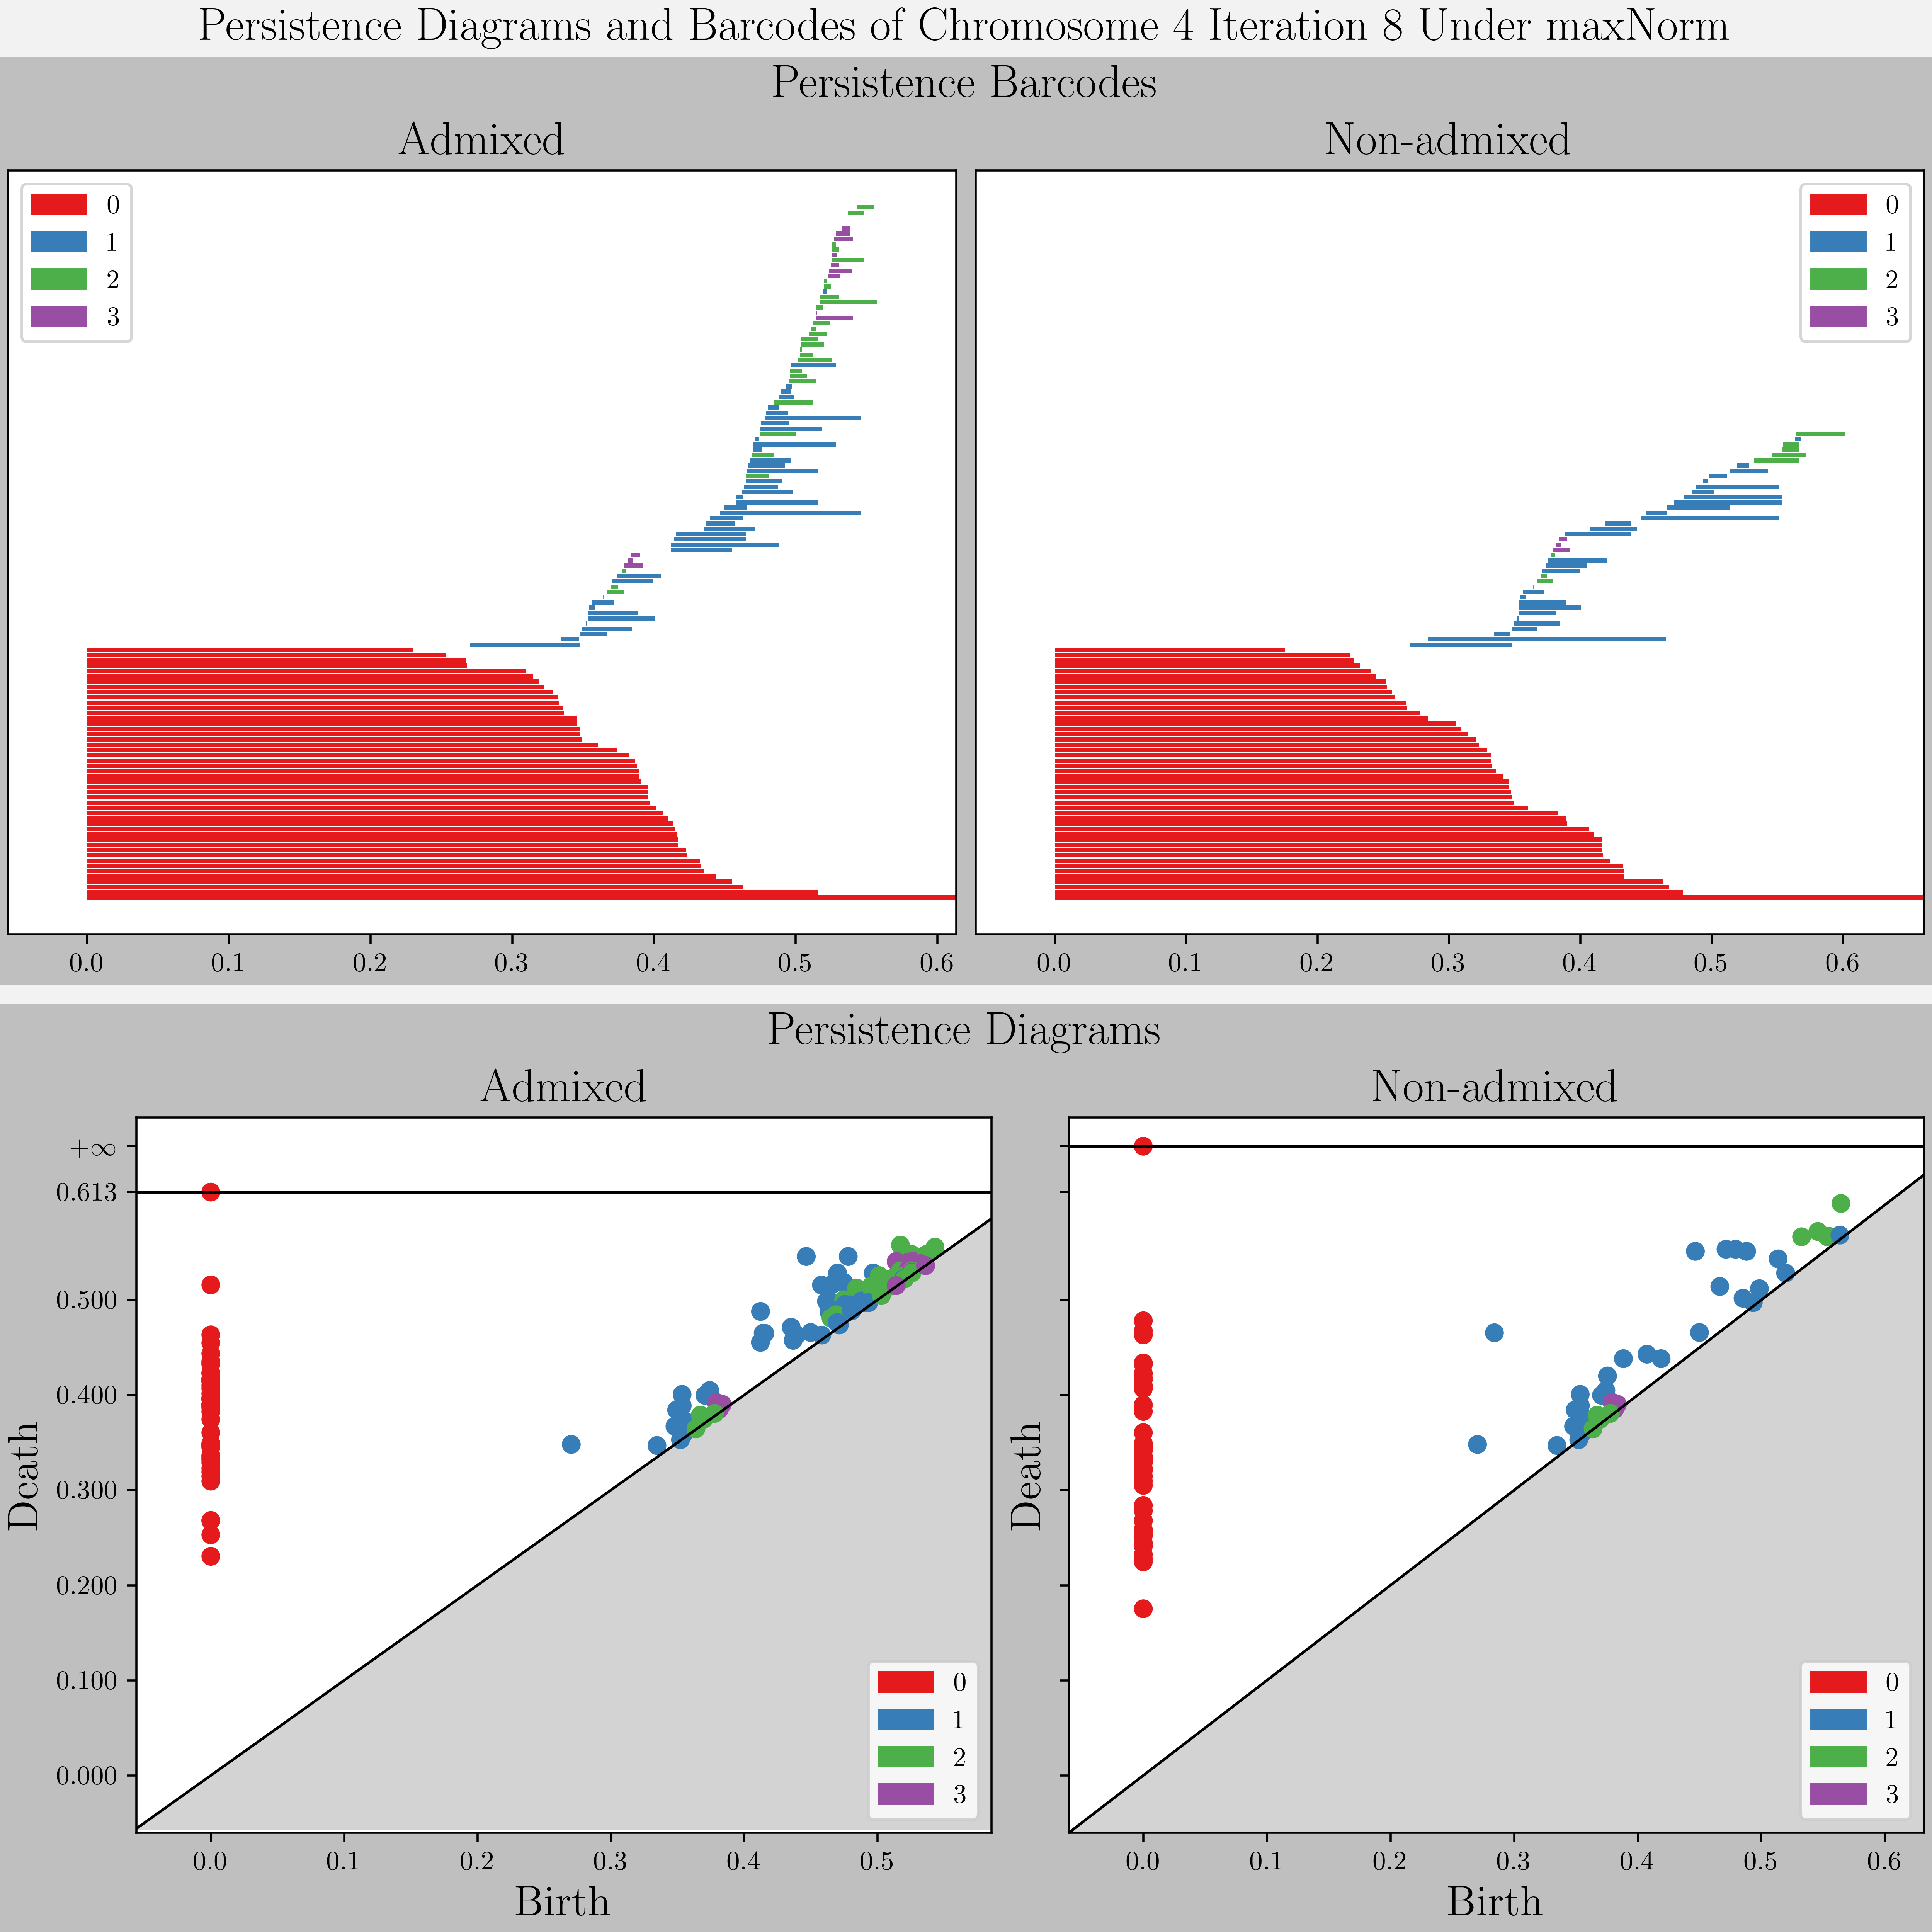 Persistence Diagrams and Barcodes of Chromosome 4 Iteration 8 Under maxNorm
Persistence Barcodes
Admixed
Non-admixed
0
1
2
3
0
1
2
3
0.0 0.1 0.2 0.3 0.4 0.5 0.6
0.0 0.1 0.2 0.3 0.4 0.5 0.6
Persistence Diagrams
Admixed
Non-admixed
+∞
0.613
0.500
0.400
0.300
0.200
0.100
0.000
Death
Death
0
1
2
3
0
1
2
3
0.0 0.1 0.2 0.3 0.4 0.5
0.0 0.1 0.2 0.3 0.4 0.5 0.6
Birth
Birth